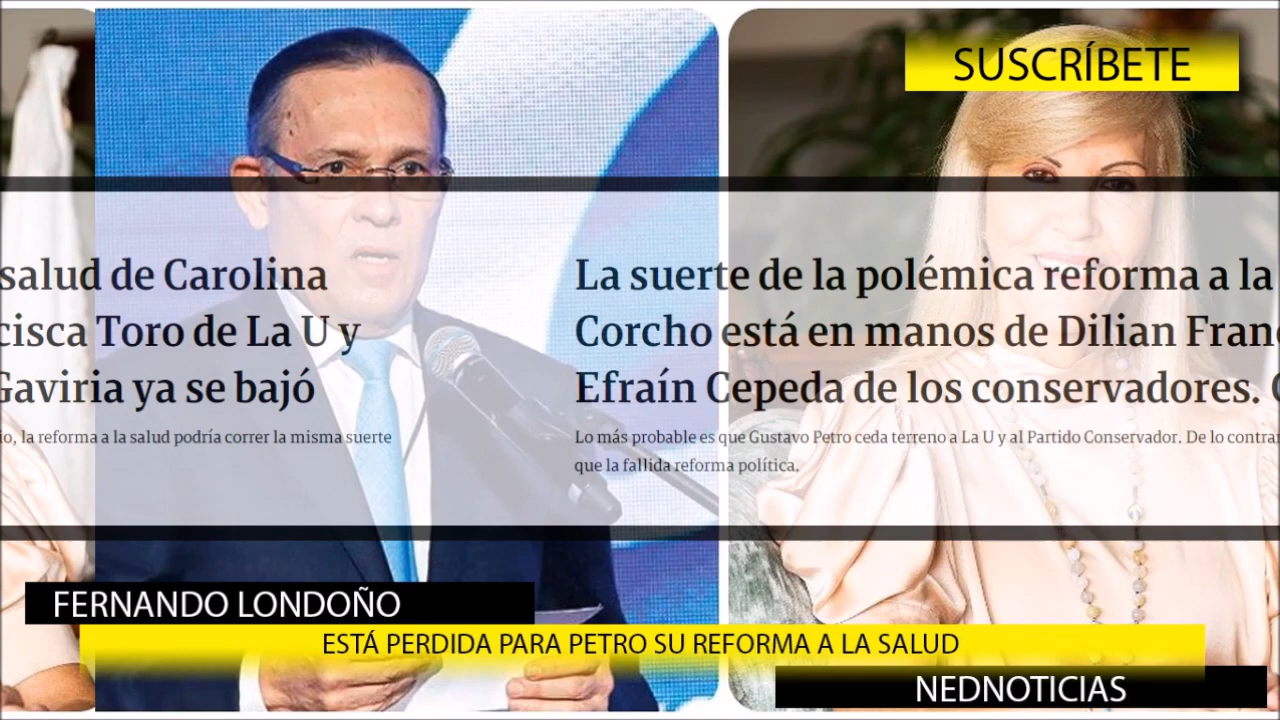 SUSCRÍBETE
salud de Carolina
cisca Toro de La U y
Gaviria ya se bajó
io, la reforma a la salud podría correr la misma suerte
La suerte de la polémica reforma a la
Corcho está en manos de Dilian Fran
Efraín Cepeda de los conservadores.
Lo más probable es que Gustavo Petro ceda terreno a La U y al Partido Conservador. De lo contra
que la fallida reforma política.
FERNANDO LONDOÑO
ESTÁ PERDIDA PARA PETRO SU REFORMA A LA SALUD
NEDNOTICIAS